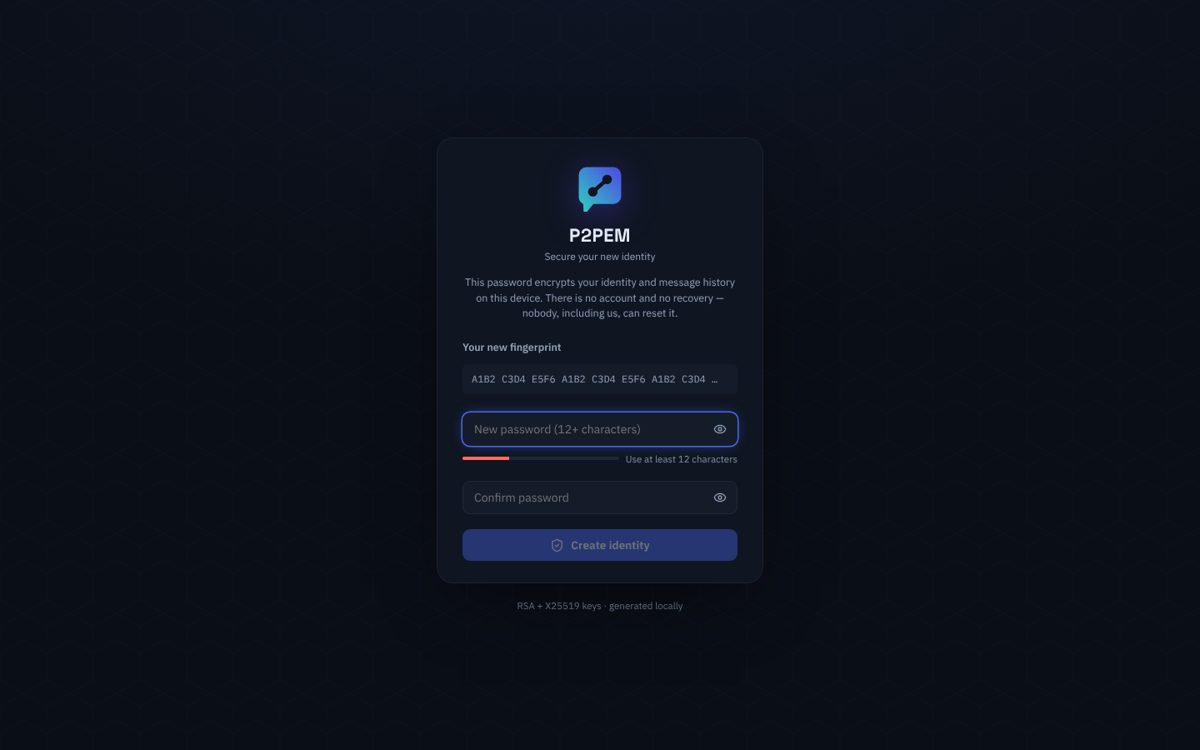 P2PEM
Secure your new identity
This password encrypts your identity and message history
on this device. There is no account and no recovery —
nobody, including us, can reset it.
Your new fingerprint
A1B2 C3D4 E5F6 A1B2 C3D4 E5F6 A1B2 C3D4 …
New password (12+ characters)
Use at least 12 characters
Confirm password
Create identity
RSA + X25519 keys · generated locally